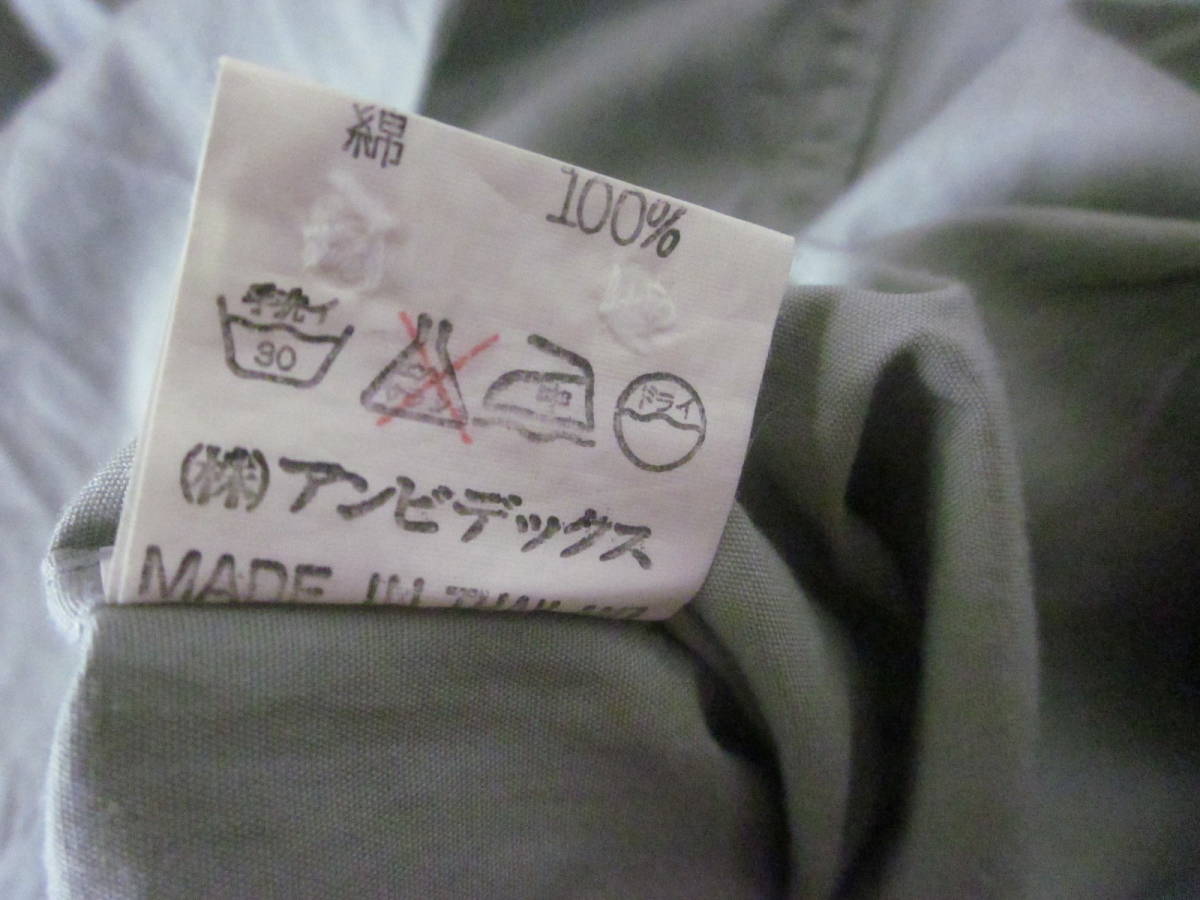 綿
100%
手洗イ
30
中
ドライ
(株)アンビデックス
MADE IN